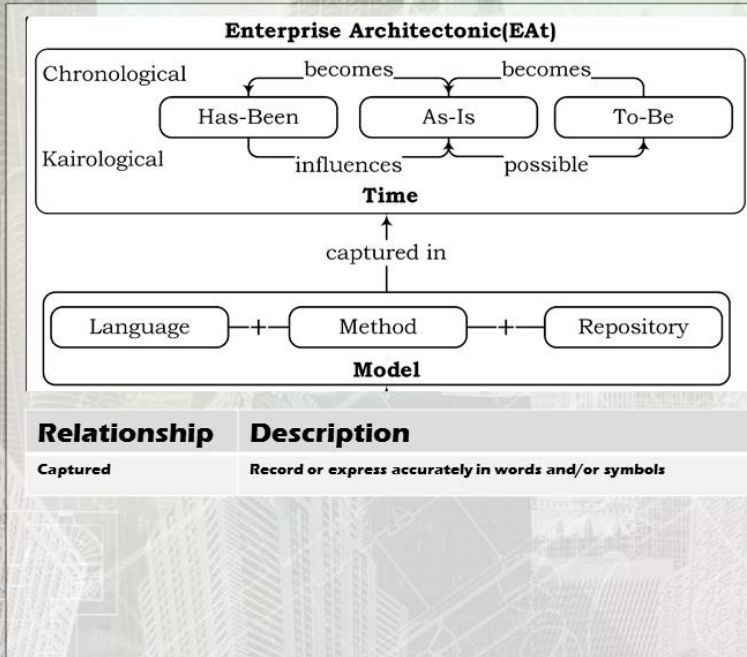 Enterprise Architectonic(EAt)
Chronological
becomes
becomes
Has-Been
As-Is
To-Be
Kairological
influences
possible
Time
captured in
Language + Method + Repository
Model
Relationship Description
Captured Record or express accurately in words and/or symbols